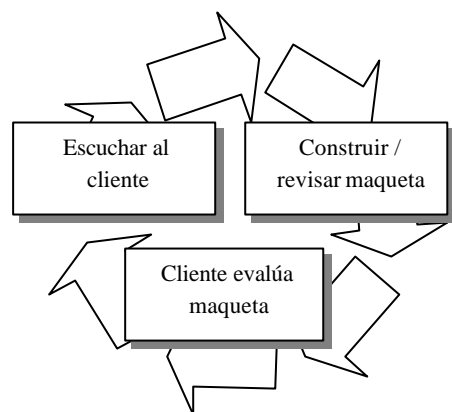 Escuchar al
cliente
Construir /
revisar maqueta
Cliente evalúa
maqueta